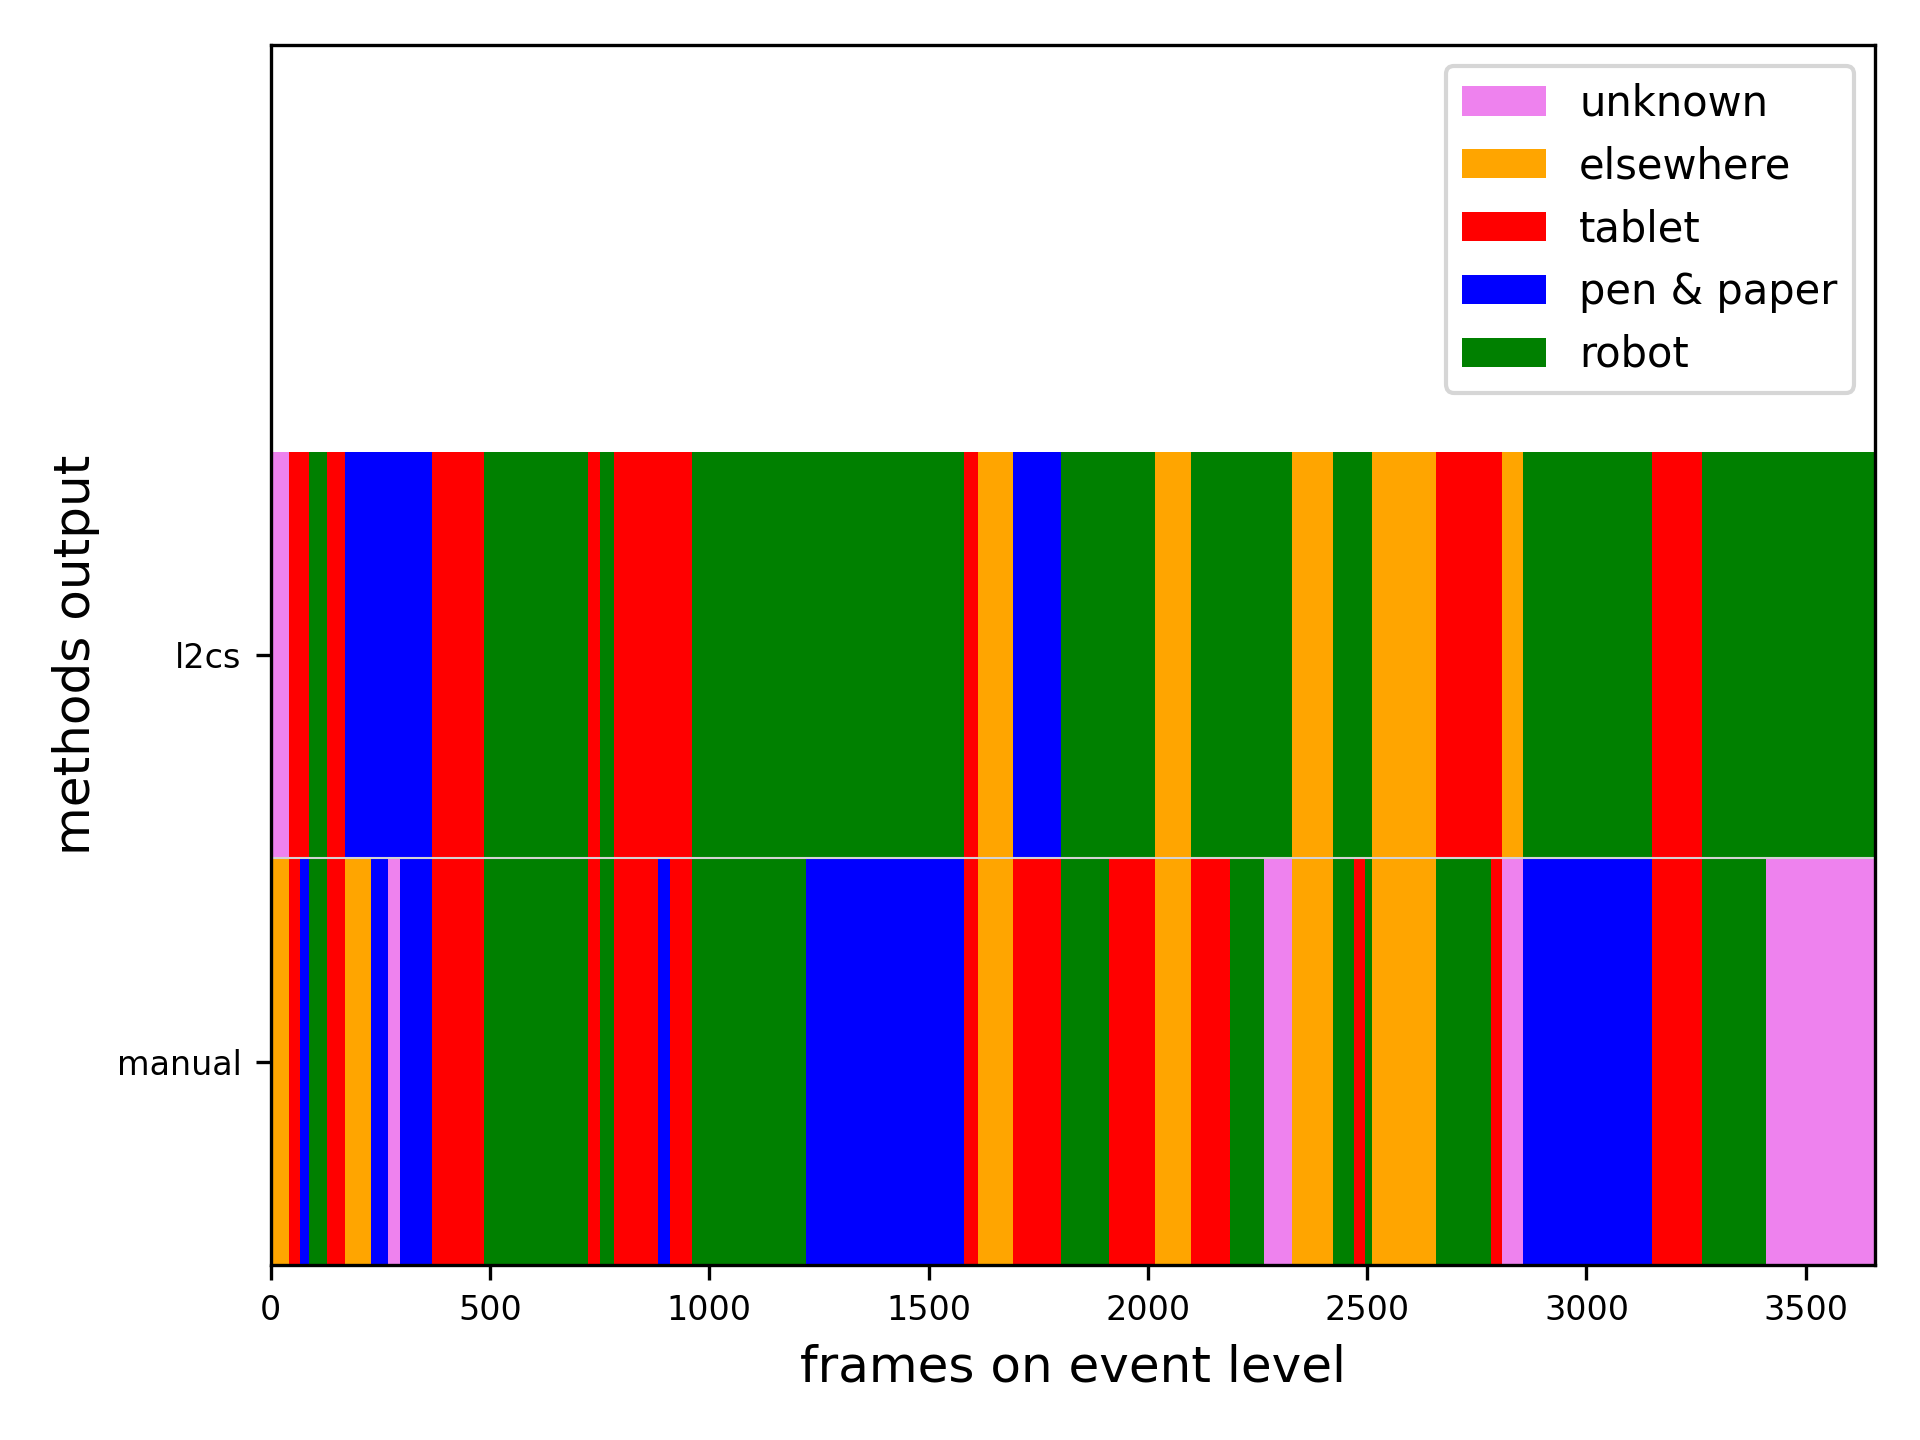 unknown
elsewhere
tablet
pen & paper
robot
methods output
l2cs
manual
0 500 1000 1500 2000 2500 3000 3500
frames on event level